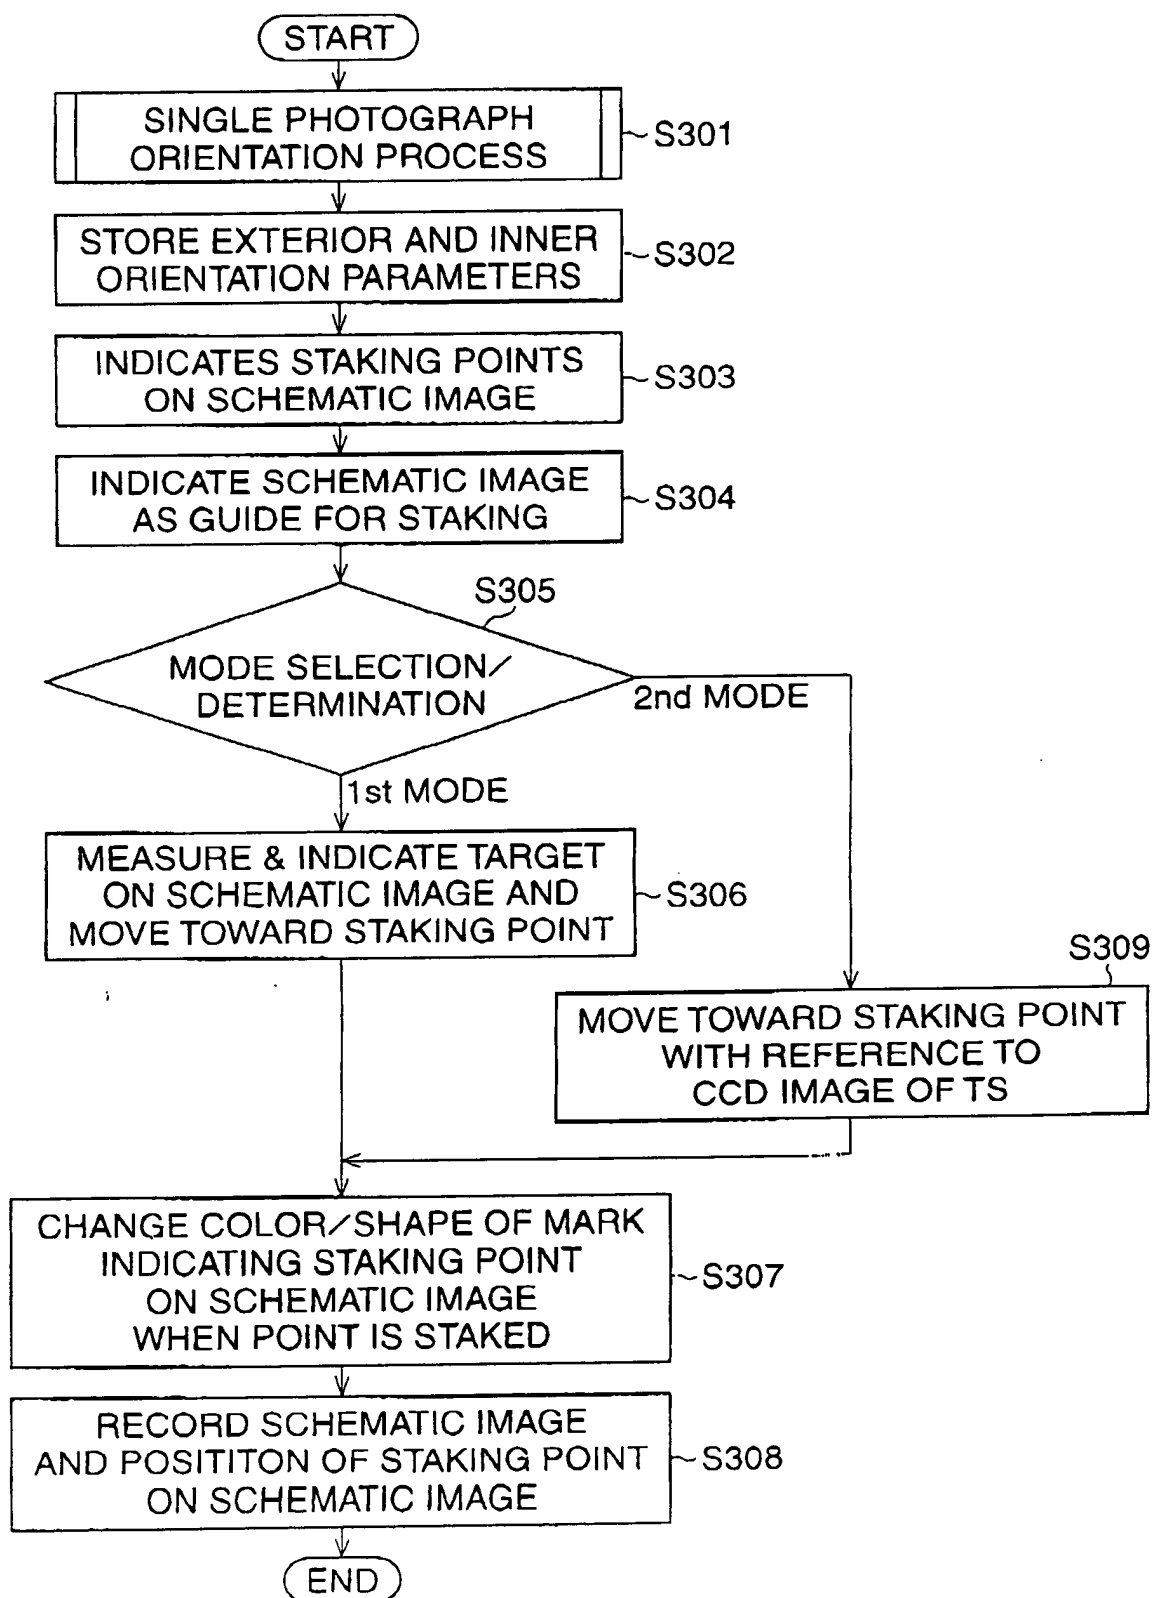 START
SINGLE PHOTOGRAPH
ORIENTATION PROCESS
S301
STORE EXTERIOR AND INNER
ORIENTATION PARAMETERS
S302
INDICATES STAKING POINTS
ON SCHEMATIC IMAGE
S303
INDICATE SCHEMATIC IMAGE
AS GUIDE FOR STAKING
S304
S305
MODE SELECTION/
DETERMINATION
2nd MODE
1st MODE
MEASURE & INDICATE TARGET
ON SCHEMATIC IMAGE AND
MOVE TOWARD STAKING POINT
S306
S309
MOVE TOWARD STAKING POINT
WITH REFERENCE TO
CCD IMAGE OF TS
CHANGE COLOR/SHAPE OF MARK
INDICATING STAKING POINT
ON SCHEMATIC IMAGE
WHEN POINT IS STAKED
S307
RECORD SCHEMATIC IMAGE
AND POSITITON OF STAKING POINT
ON SCHEMATIC IMAGE
S308
END